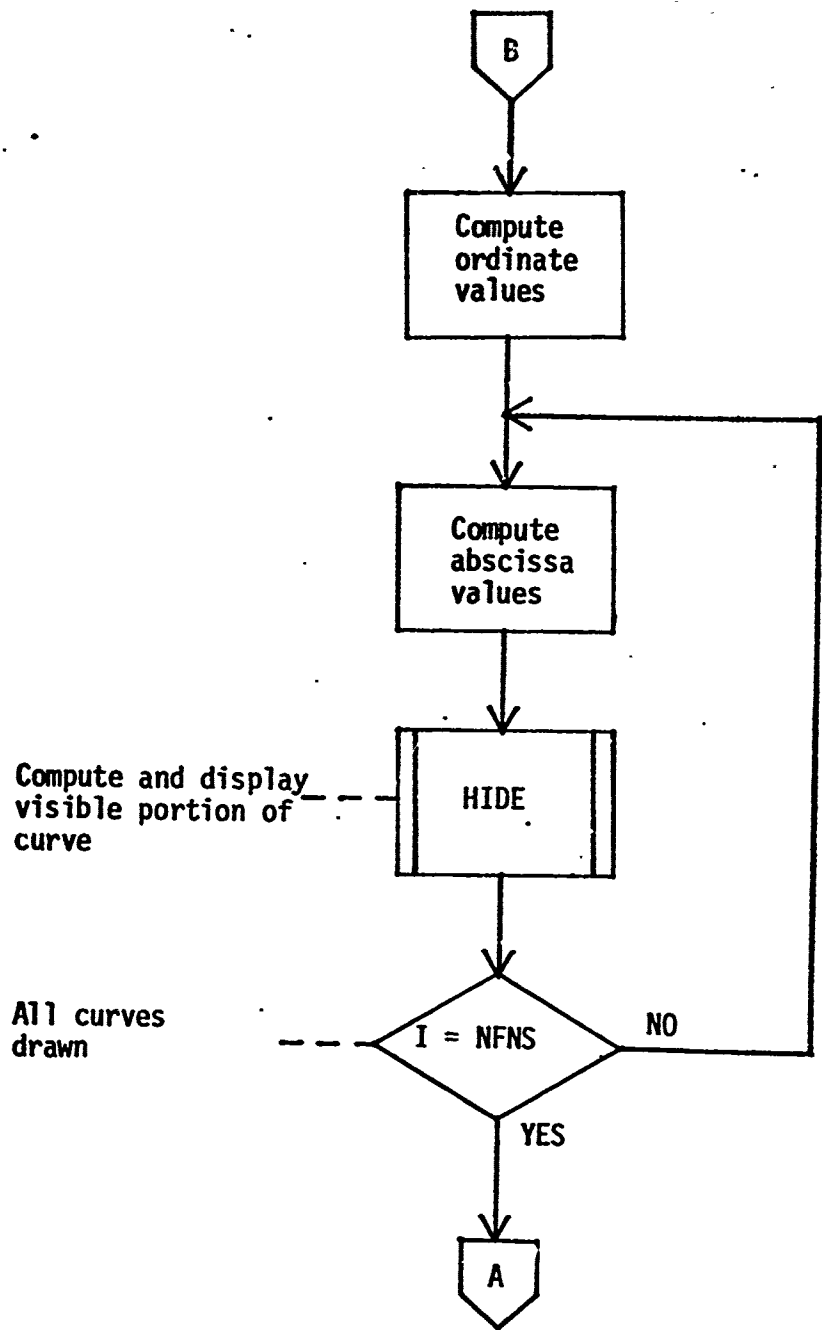 B
Compute
ordinate
values
Compute
abscissa
values
Compute and display
visible portion of
curve
HIDE
All curves
drawn
I = NFNS
NO
YES
A